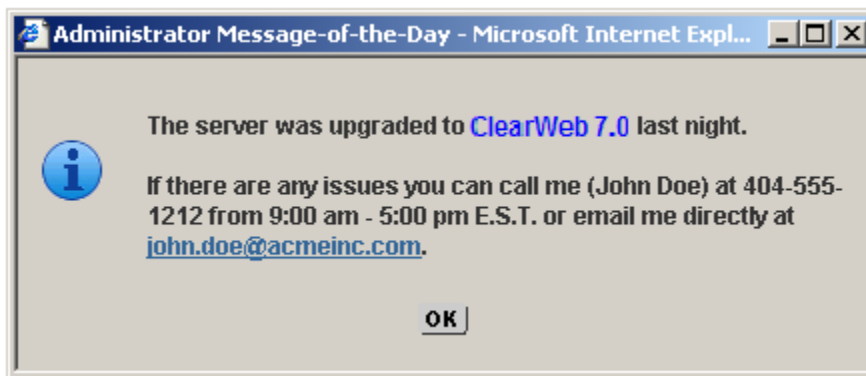 Administrator Message-of-the-Day - Microsoft Internet Expl...
The server was upgraded to ClearWeb 7.0 last night.
If there are any issues you can call me (John Doe) at 404-555-
1212 from 9:00 am - 5:00 pm E.S.T. or email me directly at
john.doe@acmeinc.com.
OK